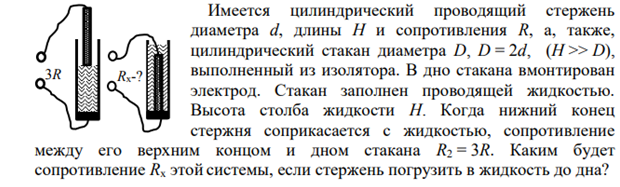 Имеется цилиндрический проводящий стержень
диаметра d, длины H и сопротивления R, а, также,
цилиндрический стакан диаметра D, D = 2d, (H >> D),
3R
Rx-?
выполненный из изолятора. В дно стакана вмонтирован
электрод. Стакан заполнен проводящей жидкостью.
Высота столба жидкости H. Когда нижний конец
стержня соприкасается с жидкостью, сопротивление
между его верхним концом и дном стакана R2 = 3R. Каким будет
сопротивление Rx этой системы, если стержень погрузить в жидкость до дна?